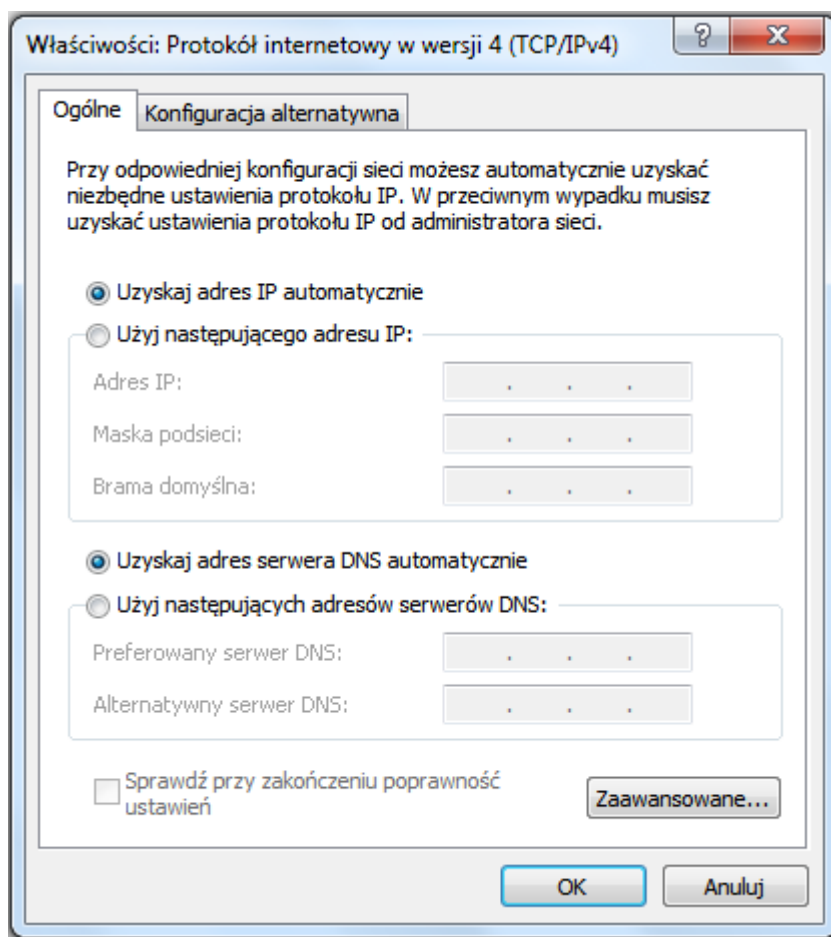 Właściwości: Protokół internetowy w wersji 4 (TCP/IPv4)
Ogólne
Konfiguracja alternatywna
Przy odpowiedniej konfiguracji sieci możesz automatycznie uzyskać
niezbędne ustawienia protokołu IP. W przeciwnym wypadku musisz
uzyskać ustawienia protokołu IP od administratora sieci.
Uzyskaj adres IP automatycznie
Użyj następującego adresu IP:
Adres IP:
Maska podsieci:
Brama domyślna:
Uzyskaj adres serwera DNS automatycznie
Użyj następujących adresów serwerów DNS:
Preferowany serwer DNS:
Alternatywny serwer DNS:
Sprawdź przy zakończeniu poprawność
ustawień
Zaawansowane...
OK
Anuluj